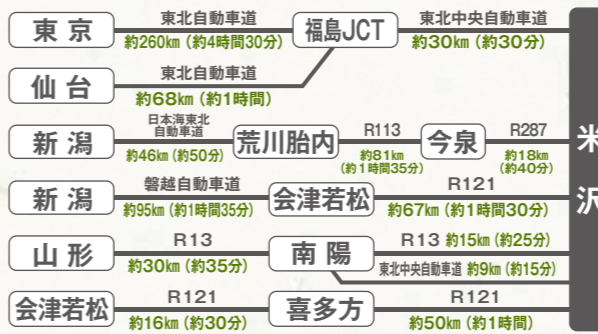 東京 東北自動車道 約260km（約4時間30分） 福島JCT 東北中央自動車道 約30km（約30分）
仙台 東北自動車道 約68km（約1時間）
新潟 日本海東北自動車道 約46km（約50分） 荒川胎内 R113 約81km（約1時間35分） 今泉 R287 約18km（約40分）
新潟 磐越自動車道 約95km（約1時間35分） 会津若松 R121 約67km（約1時間30分）
山形 R13 約30km（約35分） 南陽 R13 約15km（約25分）
東北中央自動車道 約9km（約15分）
会津若松 R121 約16km（約30分） 喜多方 R121 約50km（約1時間）
米沢